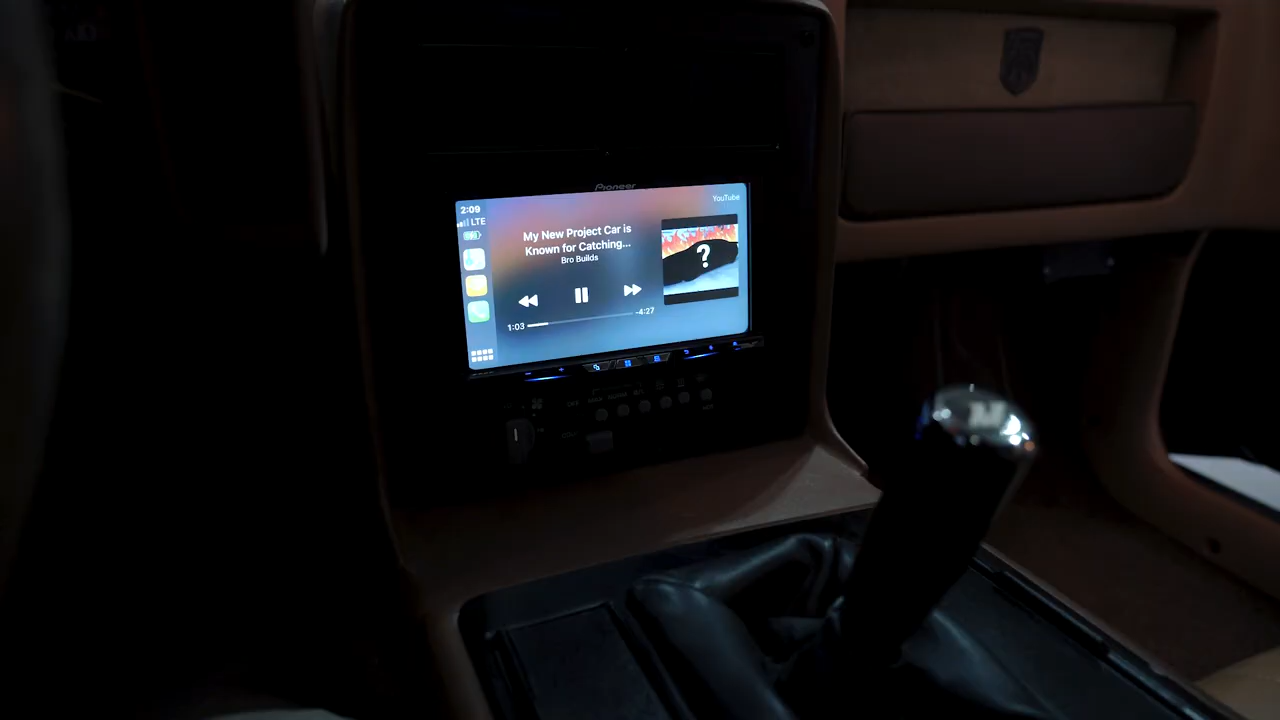 Pioneer
2:09
LTE
YouTube
My New Project Car is
Known for Catching...
Bro Builds
?
1:03
-4:27